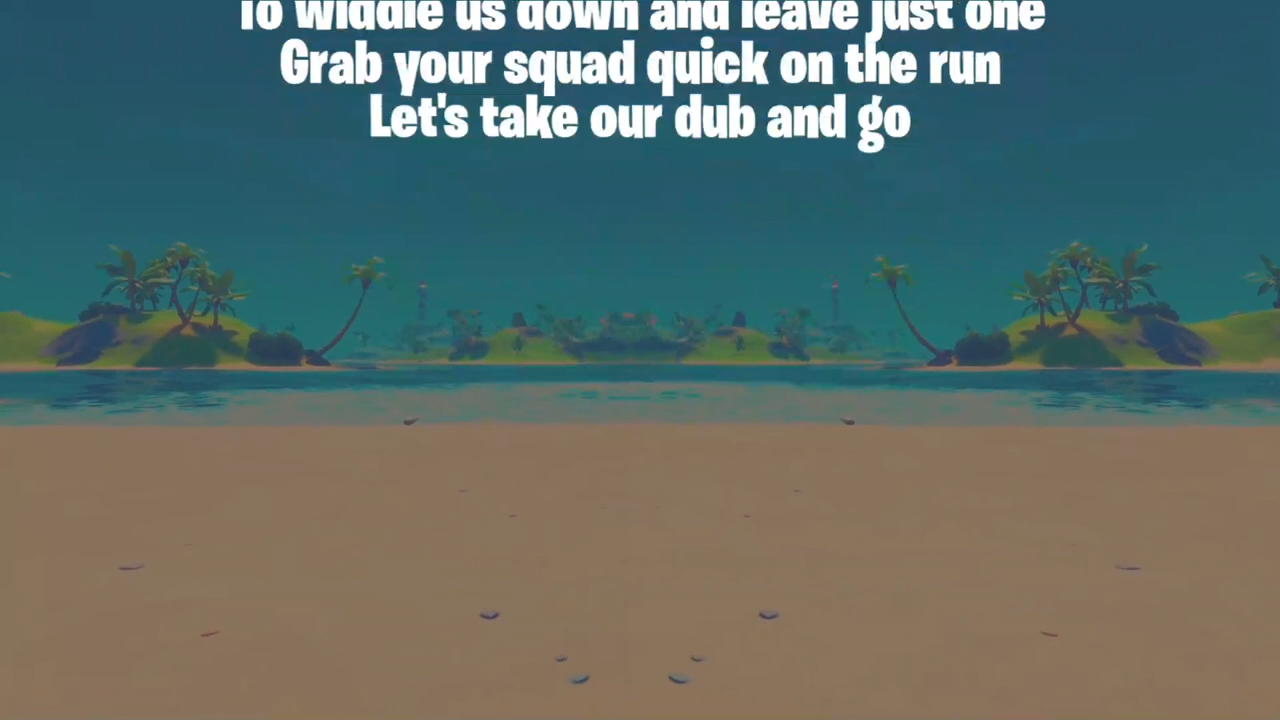 To widdle us down and leave just one
Grab your squad quick on the run
Let's take our dub and go